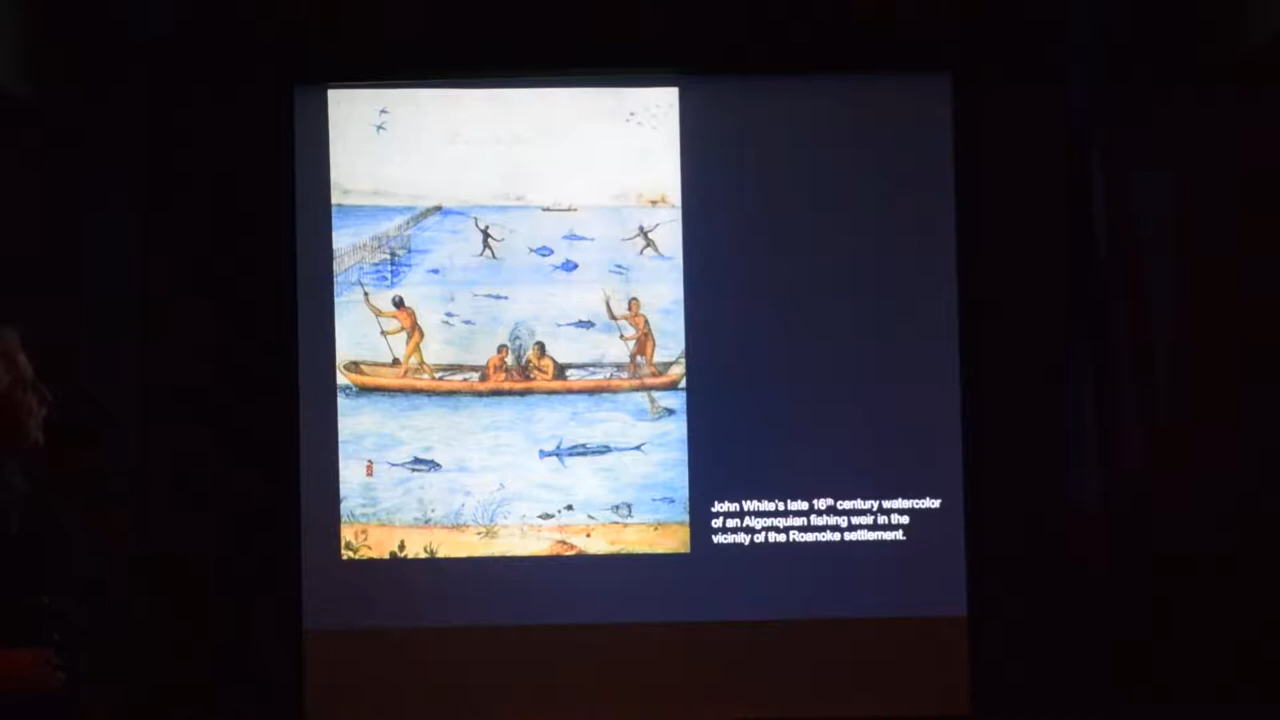 John White's late 16th century watercolor
of an Algonquian fishing weir in the
vicinity of the Roanoke settlement.